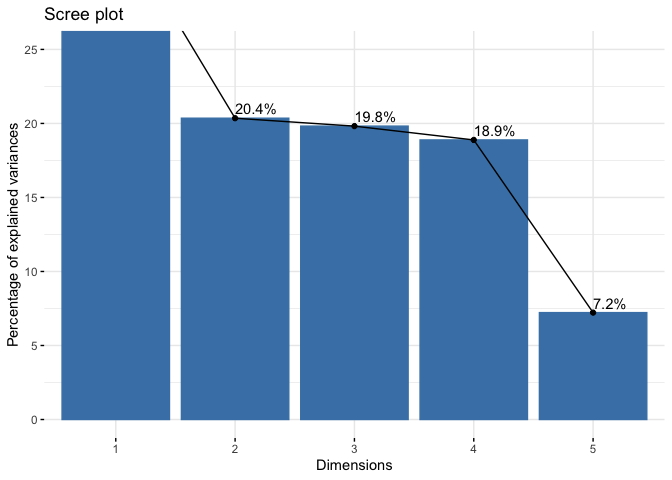 Scree plot
Percentage of explained variances
25
20
15
10
5
0
20.4%
19.8%
18.9%
7.2%
1 2 3 4 5
Dimensions